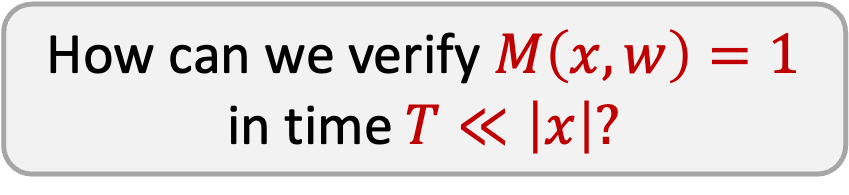 How can we verify M(x, w) = 1
in time T ≪ |x|?